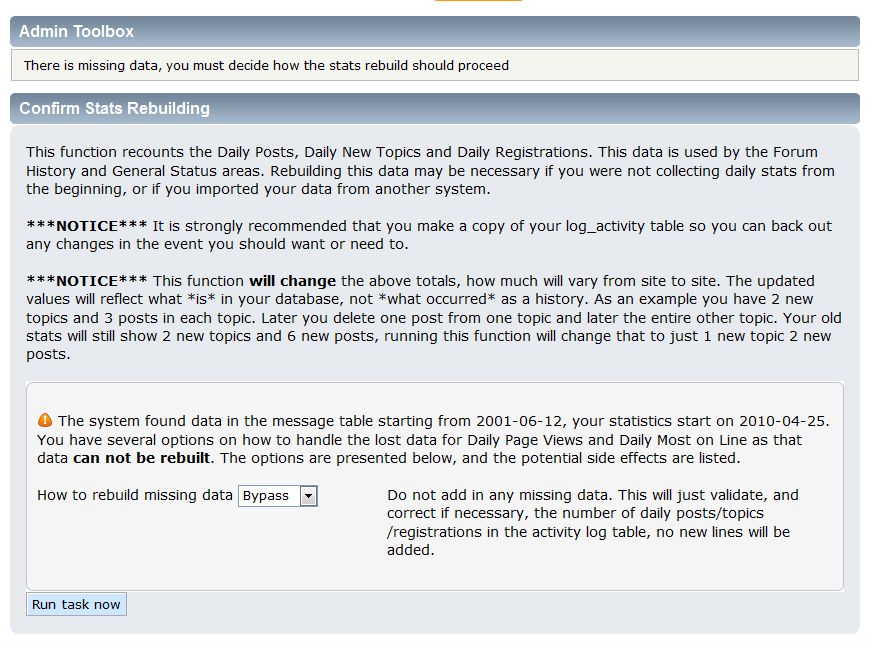 Admin Toolbox
There is missing data, you must decide how the stats rebuild should proceed
Confirm Stats Rebuilding
This function recounts the Daily Posts, Daily New Topics and Daily Registrations. This data is used by the Forum
History and General Status areas. Rebuilding this data may be necessary if you were not collecting daily stats from
the beginning, or if you imported your data from another system.
***NOTICE*** It is strongly recommended that you make a copy of your log_activity table so you can back out
any changes in the event you should want or need to.
***NOTICE*** This function will change the above totals, how much will vary from site to site. The updated
values will reflect what *is* in your database, not *what occurred* as a history. As an example you have 2 new
topics and 3 posts in each topic. Later you delete one post from one topic and later the entire other topic. Your old
stats will still show 2 new topics and 6 new posts, running this function will change that to just 1 new topic 2 new
posts.
The system found data in the message table starting from 2001-06-12, your statistics start on 2010-04-25.
You have several options on how to handle the lost data for Daily Page Views and Daily Most on Line as that
data can not be rebuilt. The options are presented below, and the potential side effects are listed.
How to rebuild missing data Bypass
Do not add in any missing data. This will just validate, and
correct if necessary, the number of daily posts/topics
/registrations in the activity log table, no new lines will be
added.
Run task now